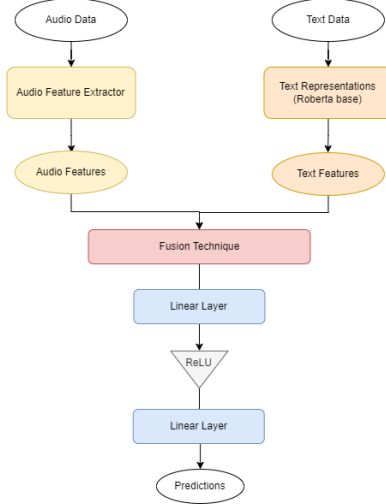 Audio Data
Text Data
Audio Feature Extractor
Text Representations
(Roberta base)
Audio Features
Text Features
Fusion Technique
Linear Layer
ReLU
Linear Layer
Predictions